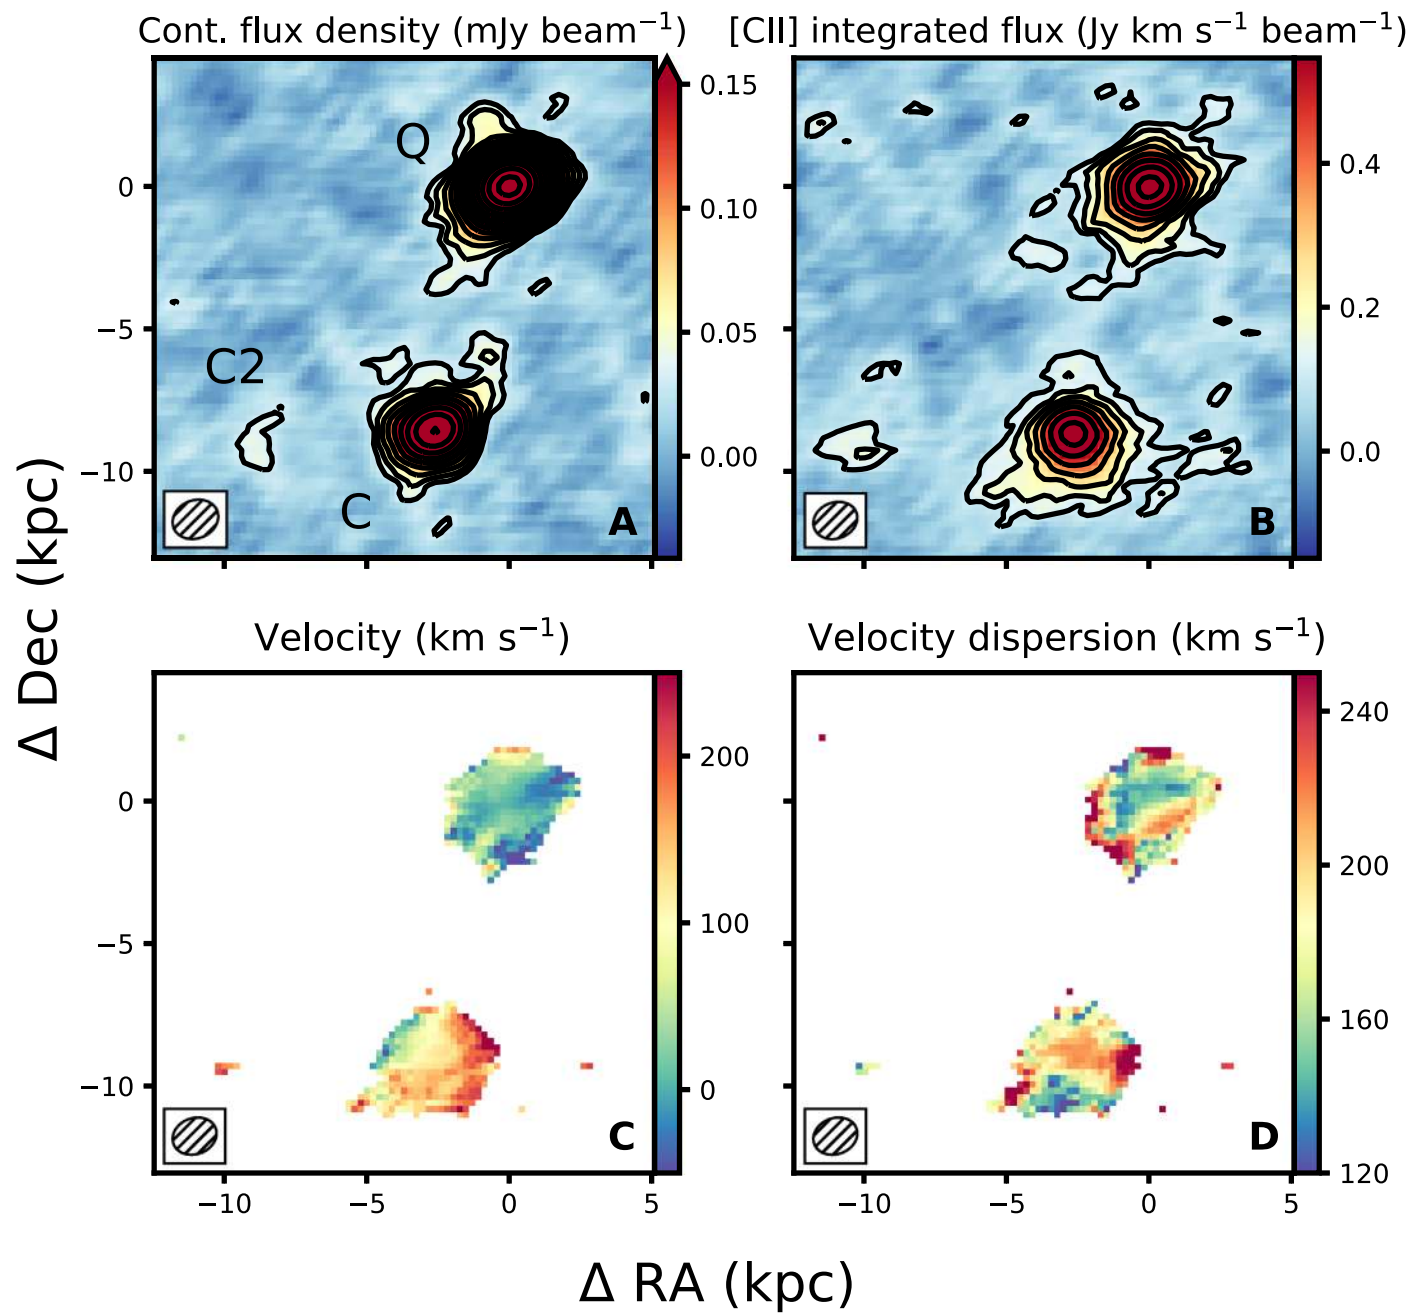 Cont. flux density (mJy beam⁻¹)
[CII] integrated flux (Jy km s⁻¹ beam⁻¹)
Q
C2
C
A
0
−5
−10
0.15
0.10
0.05
0.00
B
0.4
0.2
0.0
Δ Dec (kpc)
Velocity (km s⁻¹)
Velocity dispersion (km s⁻¹)
0
−5
−10
C
200
100
0
D
240
200
160
120
−10 −5 0 5
−10 −5 0 5
Δ RA (kpc)